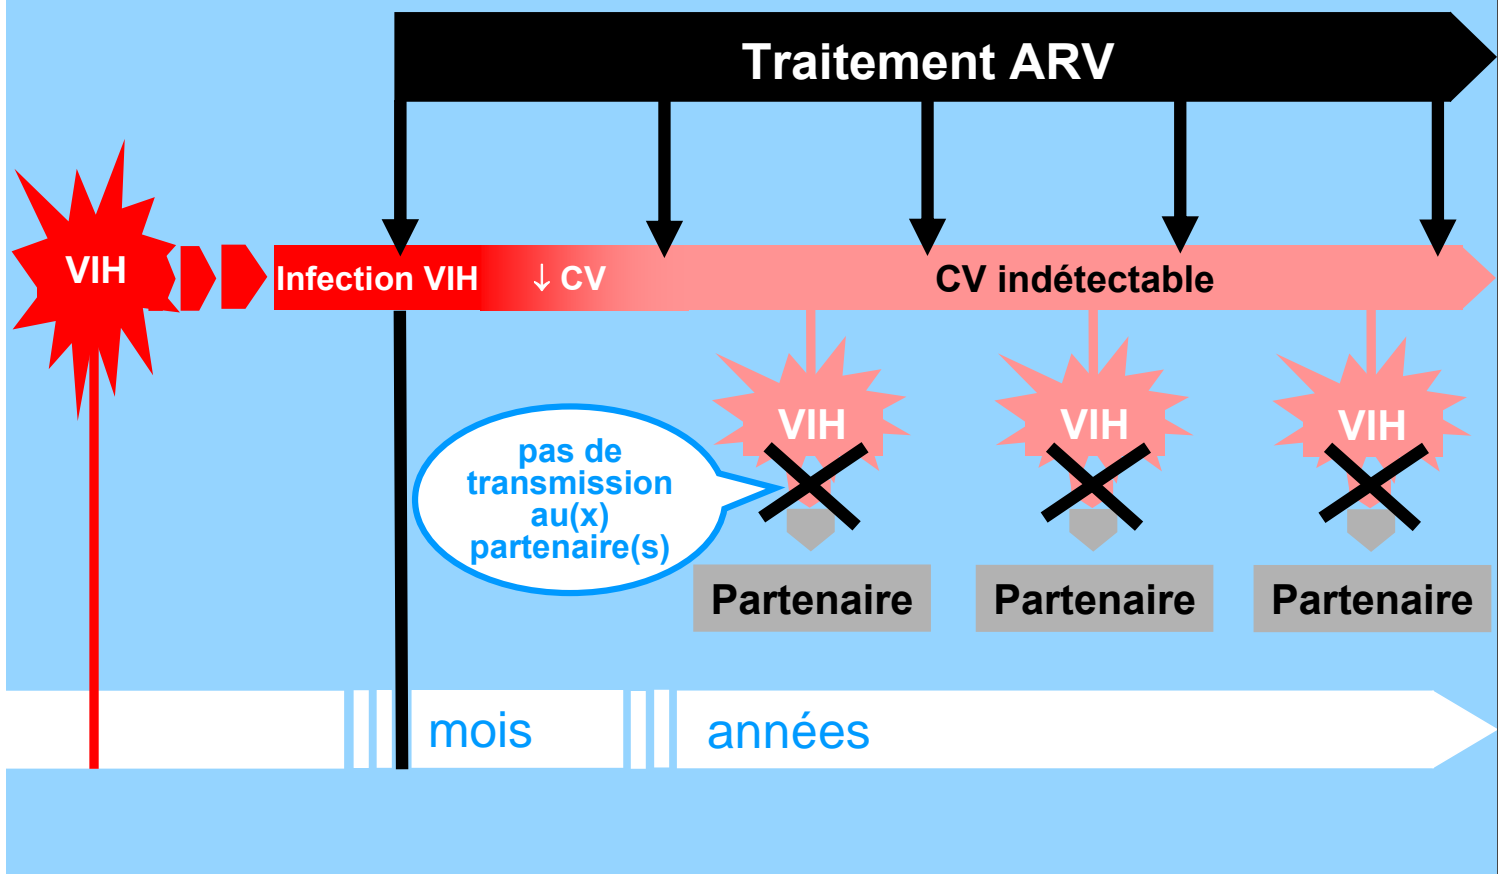 Traitement ARV
VIH
Infection VIH
↓ CV
CV indétectable
VIH
VIH
VIH
pas de
transmission
au(x)
partenaire(s)
Partenaire
Partenaire
Partenaire
mois
années